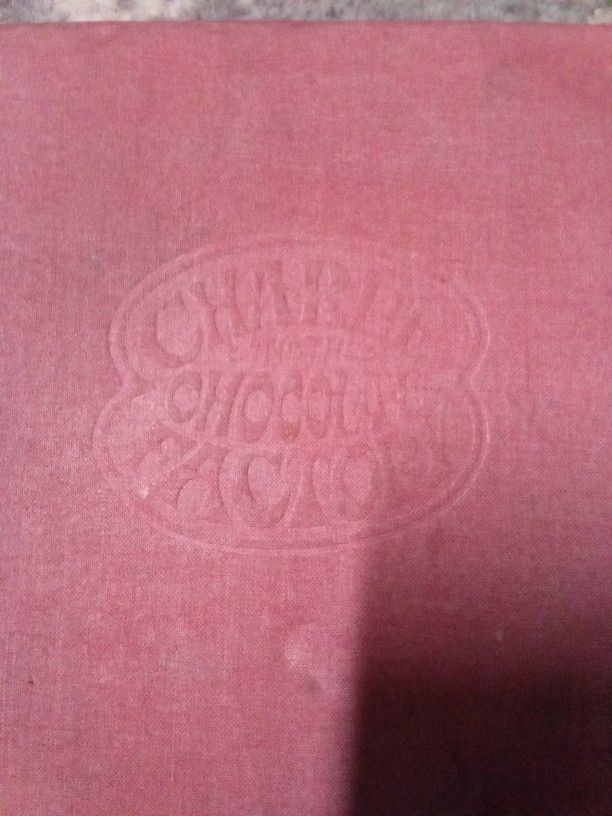 CHARLIE
AND THE
CHOCOLATE
FACTORY